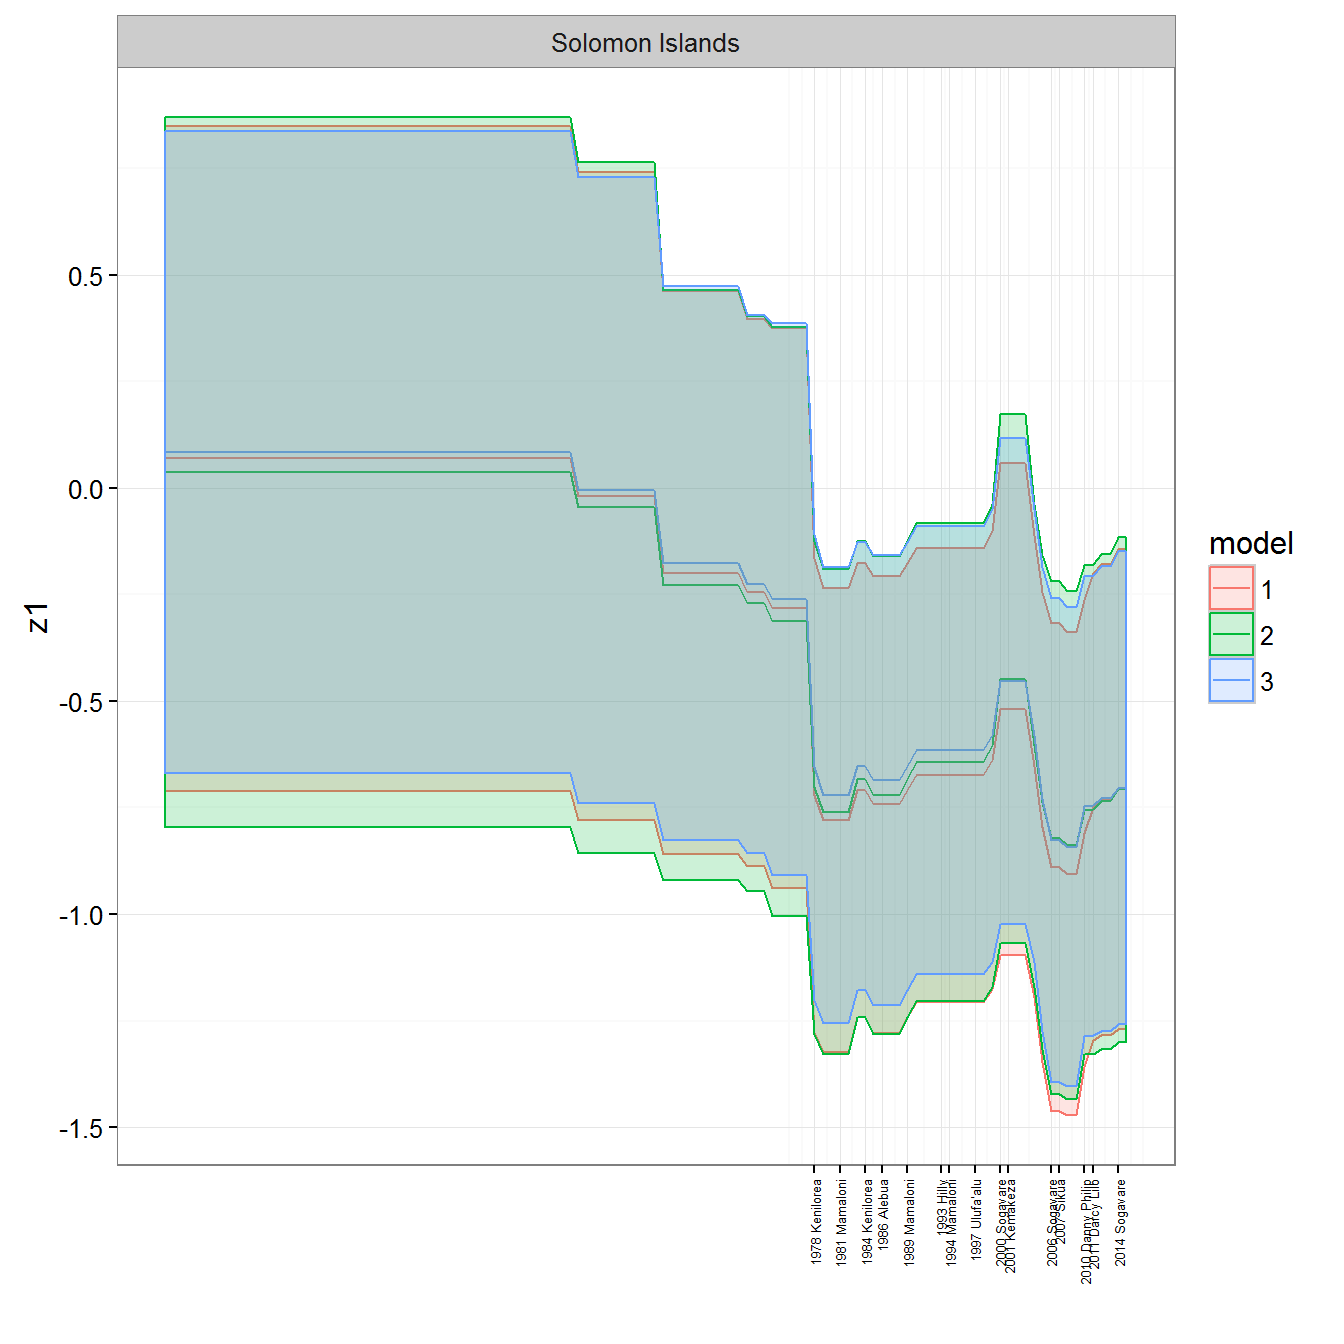 Solomon Islands
0.5
0.0
-0.5
-1.0
-1.5
z1
model
1
2
3
1978 Kenilorea
1981 Mamaloni
1984 Kenilorea
1986 Alebua
1989 Mamaloni
1993 Hilly
1994 Mamaloni
1997 Ulufa'alu
2000 Sogavare
2001 Kemakeza
2006 Sogavare
2007 Sikua
2010 Danny Philip
2011 Darcy Lilo
2014 Sogavare